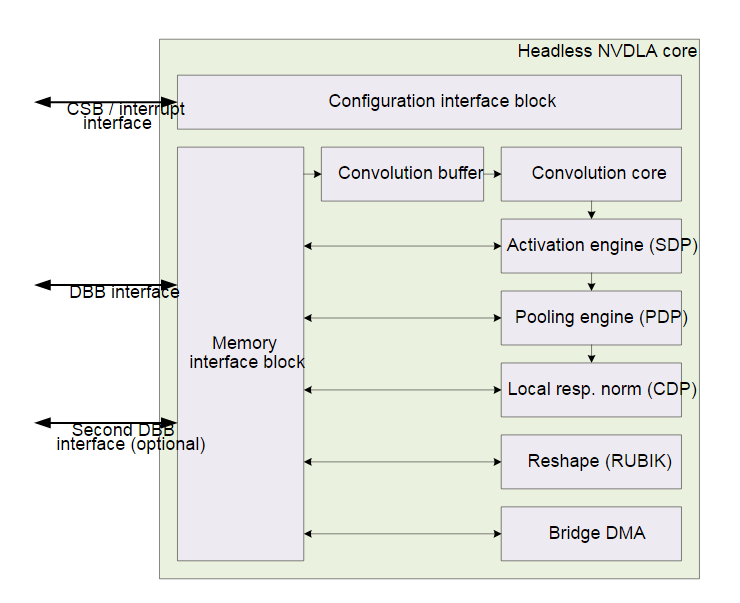 Headless NVDLA core
CSB / interrupt
interface
Configuration interface block
Convolution buffer
Convolution core
Activation engine (SDP)
DBB interface
Pooling engine (PDP)
Memory
interface block
Local resp. norm (CDP)
Second DBB
interface (optional)
Reshape (RUBIK)
Bridge DMA